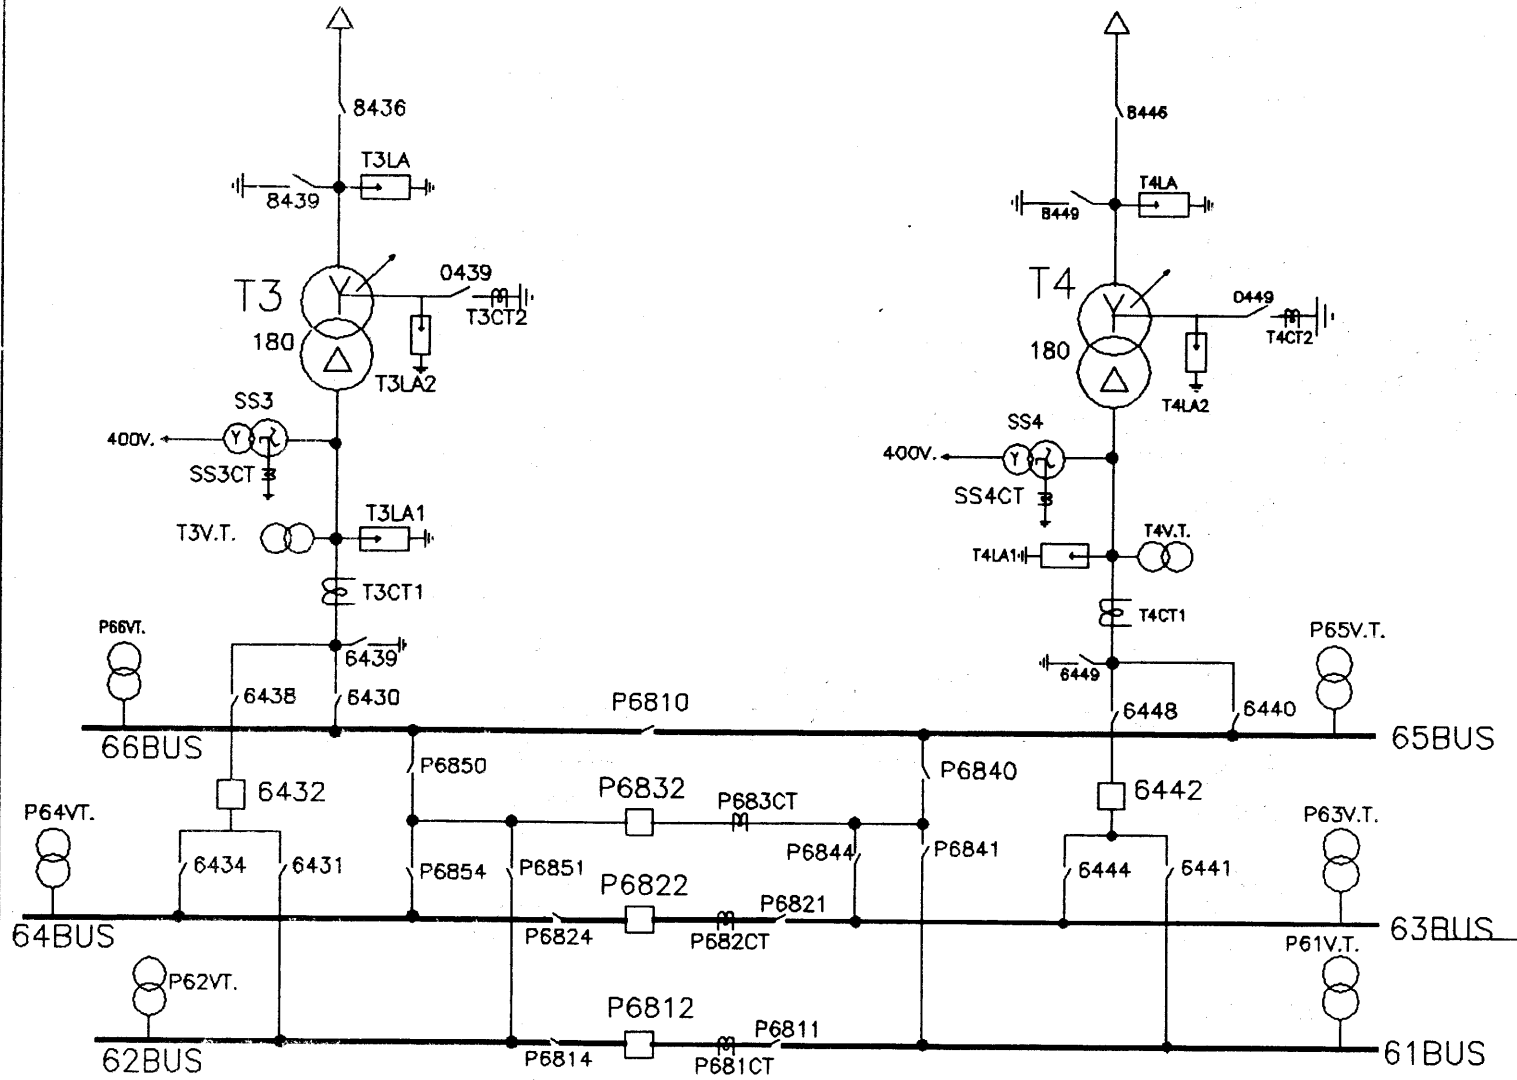 8436
8446
T3LA
8439
T4LA
8449
T3
180
0439
T3CT2
T3LA2
T4
180
0449
T4CT2
T4LA2
SS3
400V.
SS3CT
SS4
400V.
SS4CT
T3V.T.
T3LA1
T4LA1
T4V.T.
T3CT1
T4CT1
P66VT.
6439
P65V.T.
6449
6438
6430
P6810
6448
6440
66BUS
65BUS
P6850
P6840
6432
P6832
P683CT
6442
P64VT.
P63V.T.
6434
6431
P6854
P6851
P6844
P6841
6444
6441
P6822
P6821
64BUS
P6824
P682CT
63BUS
P61V.T.
P62VT.
P6812
P6811
62BUS
P6814
P681CT
61BUS